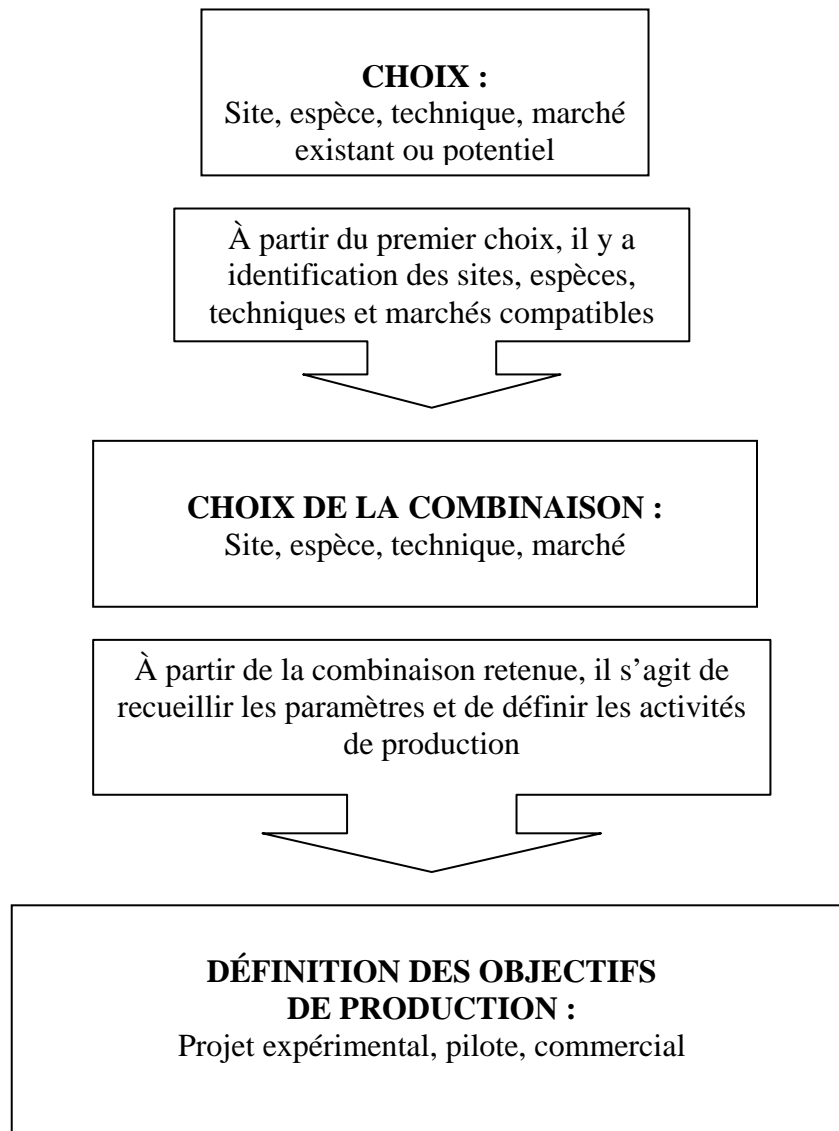 CHOIX :
Site, espèce, technique, marché
existant ou potentiel
À partir du premier choix, il y a
identification des sites, espèces,
techniques et marchés compatibles
CHOIX DE LA COMBINAISON :
Site, espèce, technique, marché
À partir de la combinaison retenue, il s’agit de
recueillir les paramètres et de définir les activités
de production
DÉFINITION DES OBJECTIFS
DE PRODUCTION :
Projet expérimental, pilote, commercial